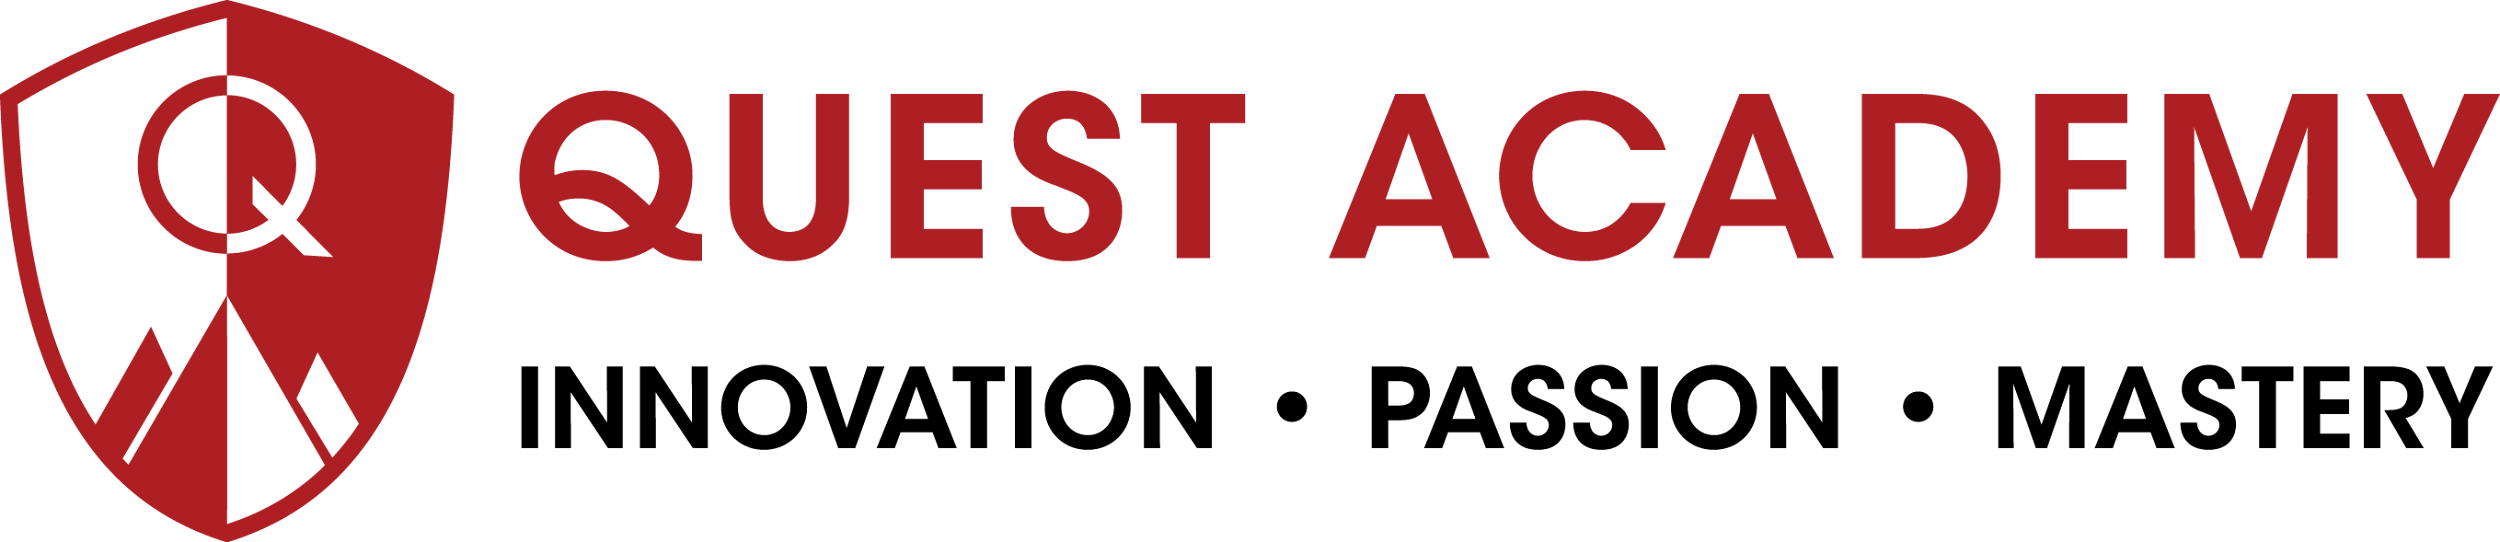 QUEST ACADEMY
INNOVATION • PASSION • MASTERY